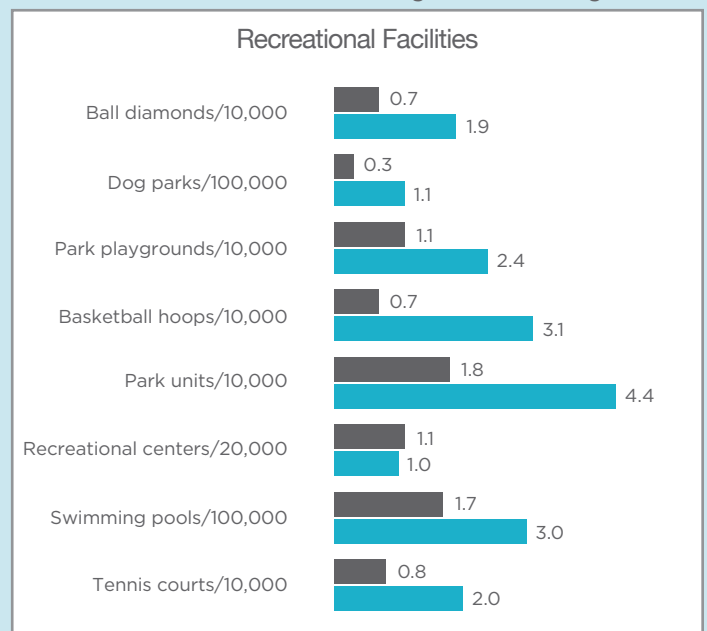 Recreational Facilities
Ball diamonds/10,000
0.7
1.9
Dog parks/100,000
0.3
1.1
Park playgrounds/10,000
1.1
2.4
Basketball hoops/10,000
0.7
3.1
Park units/10,000
1.8
4.4
Recreational centers/20,000
1.1
1.0
Swimming pools/100,000
1.7
3.0
Tennis courts/10,000
0.8
2.0